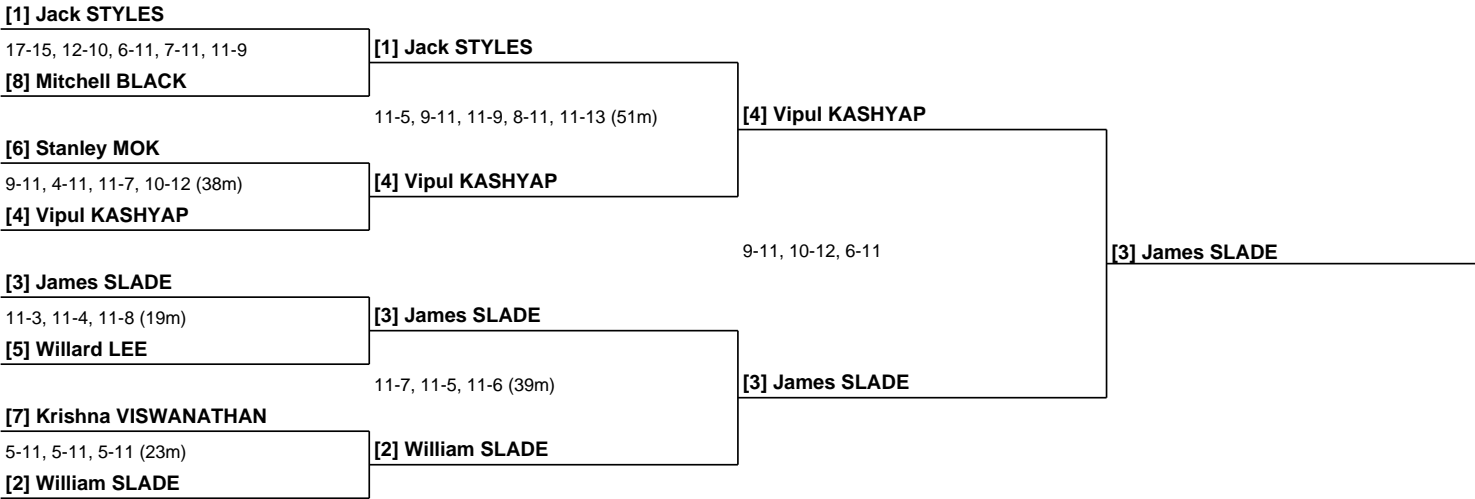 [1] Jack STYLES
17-15, 12-10, 6-11, 7-11, 11-9
[8] Mitchell BLACK
[6] Stanley MOK
9-11, 4-11, 11-7, 10-12 (38m)
[4] Vipul KASHYAP
[3] James SLADE
11-3, 11-4, 11-8 (19m)
[5] Willard LEE
[7] Krishna VISWANATHAN
5-11, 5-11, 5-11 (23m)
[2] William SLADE
[1] Jack STYLES
11-5, 9-11, 11-9, 8-11, 11-13 (51m)
[4] Vipul KASHYAP
[3] James SLADE
11-7, 11-5, 11-6 (39m)
[2] William SLADE
[4] Vipul KASHYAP
9-11, 10-12, 6-11
[3] James SLADE
[3] James SLADE